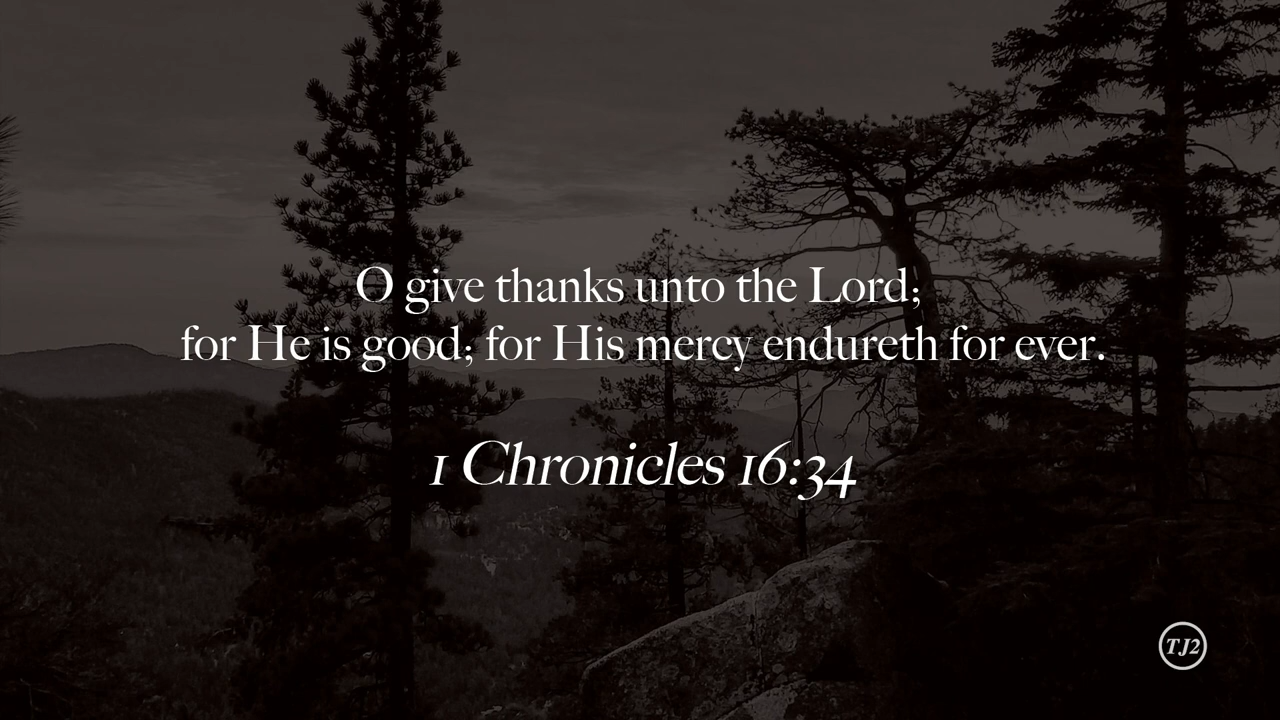 O give thanks unto the Lord;
for He is good; for His mercy endureth for ever.
1 Chronicles 16:34
TJ2